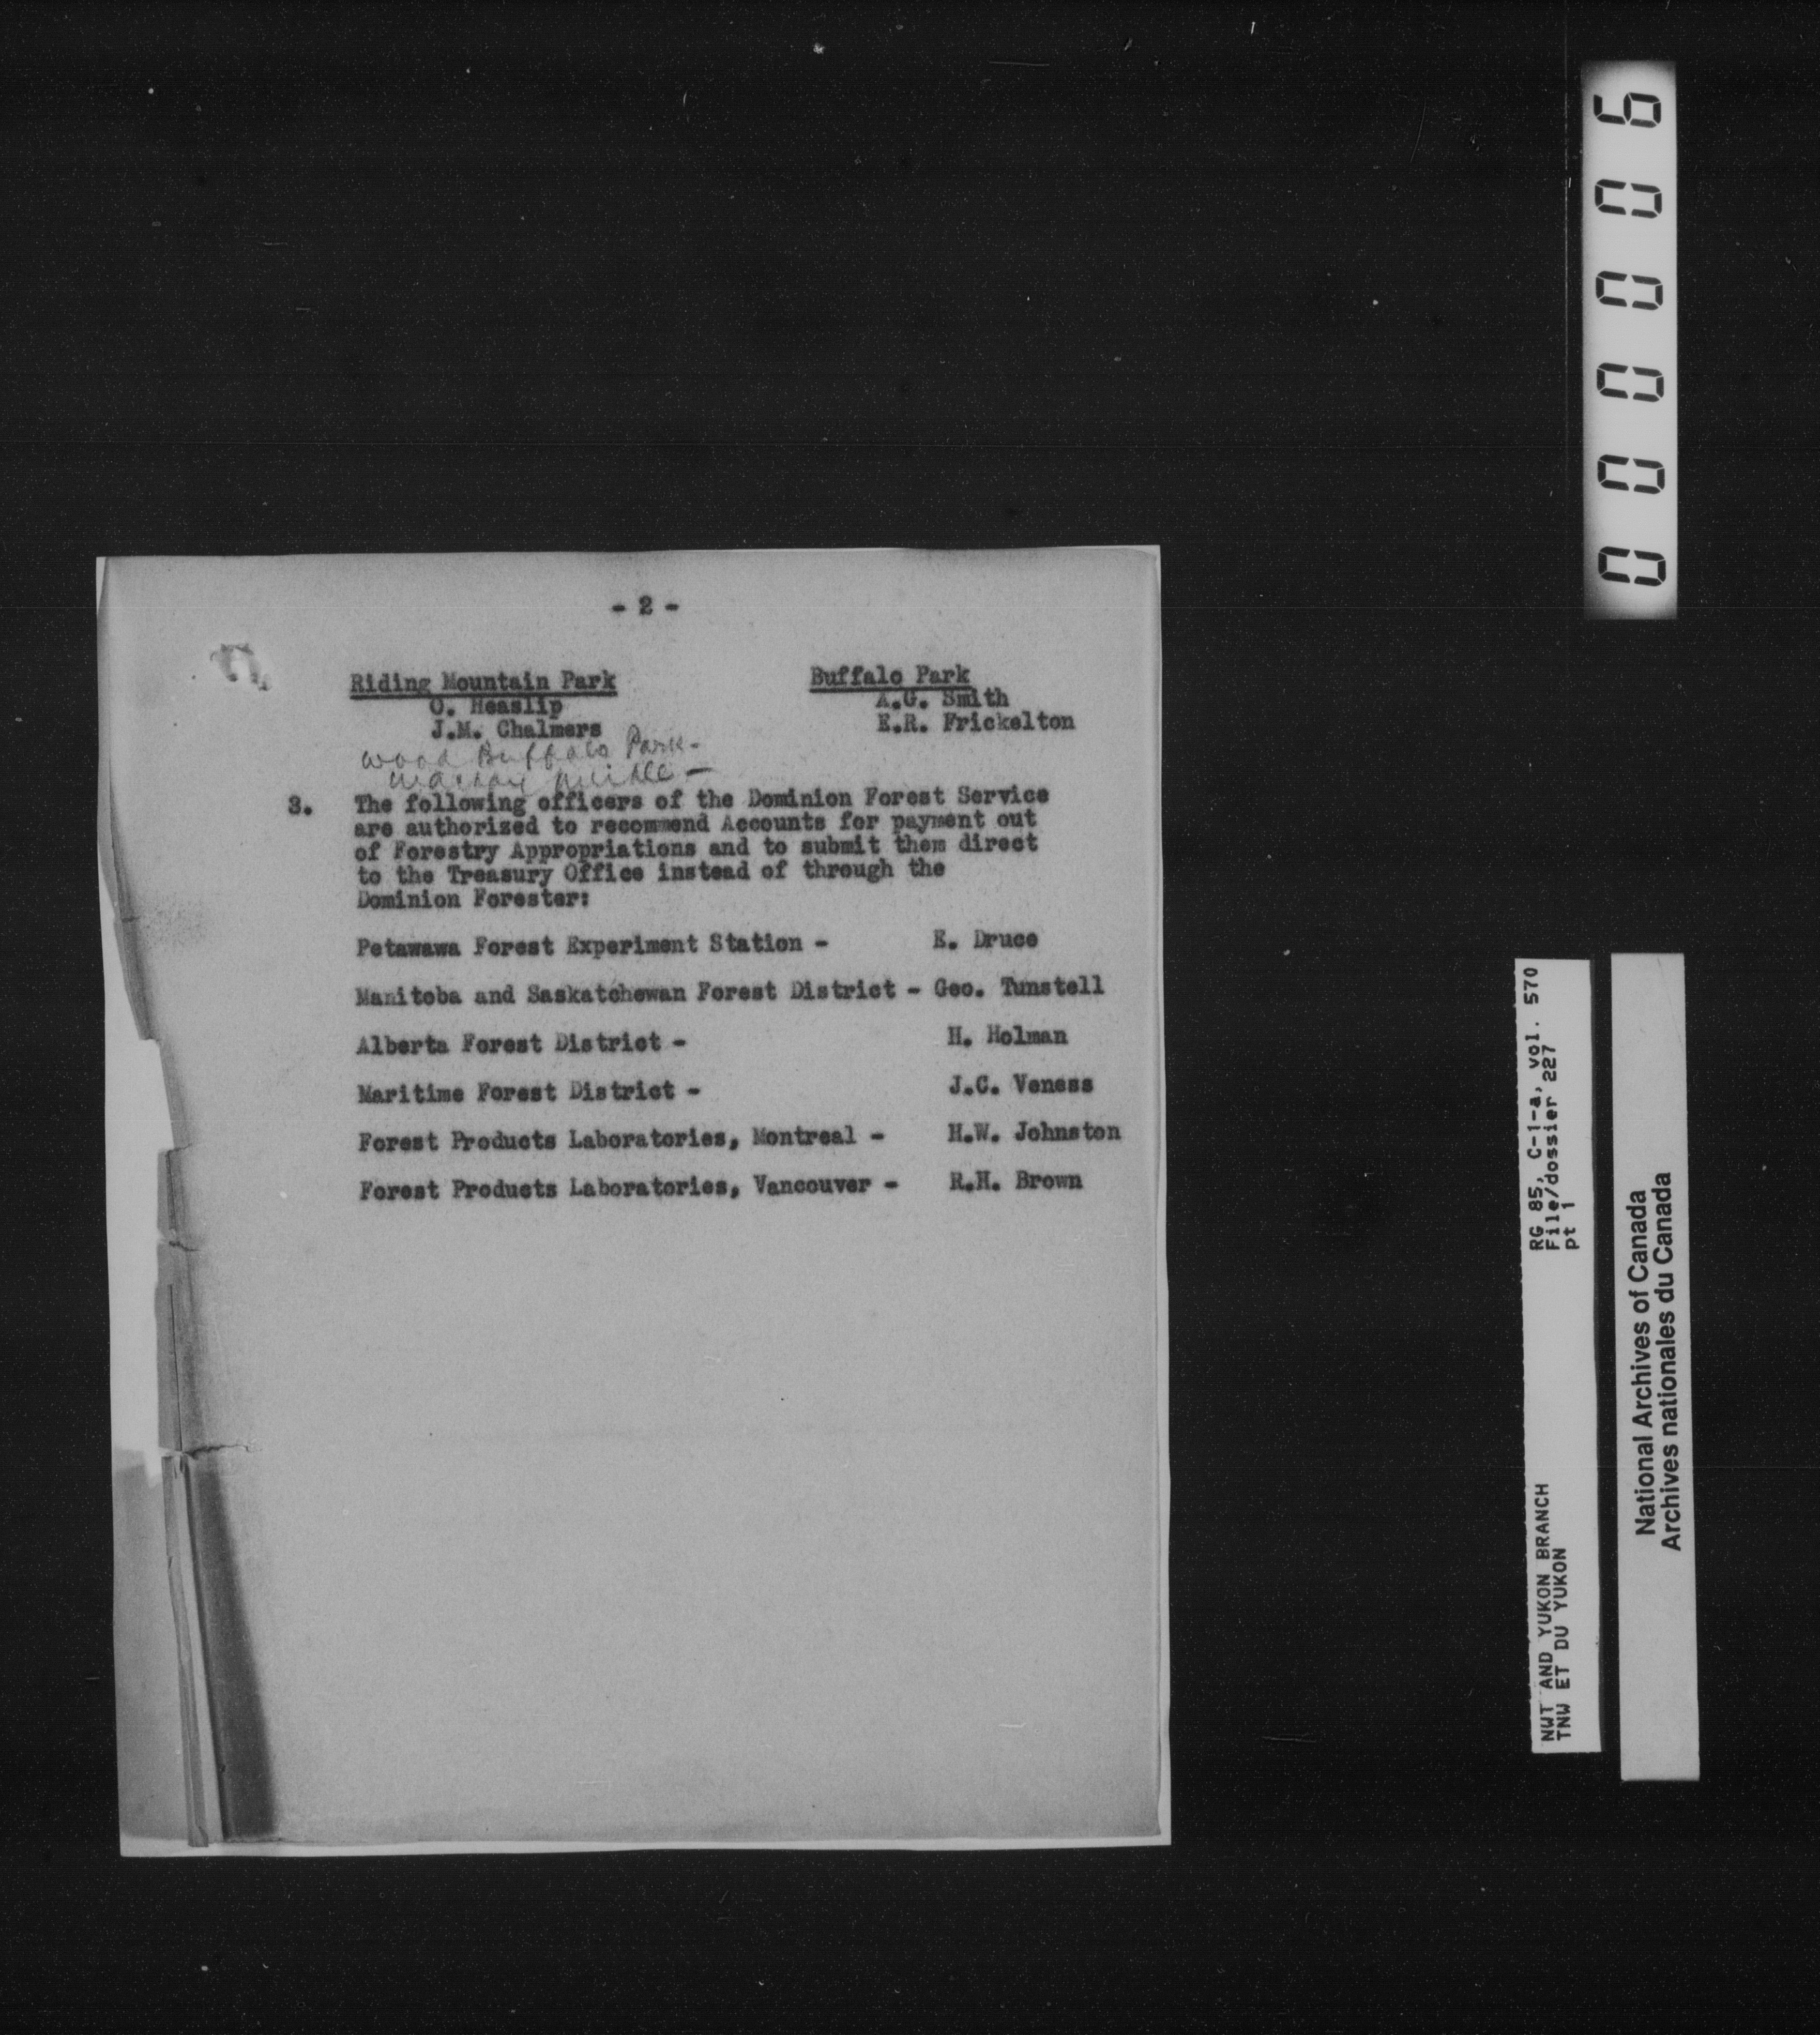 - 2 -
Riding Mountain Park
O. Heaslip
J.M. Chalmers
Buffalo Park
A.G. Smith
E.R. Frickelton
Wood Buffalo Park -
3. The following officers of the Dominion Forest Service
are authorized to recommend Accounts for payment out
of Forestry Appropriations and to submit them direct
to the Treasury Office instead of through the
Dominion Forester:
Petawawa Forest Experiment Station - E. Druce
Manitoba and Saskatchewan Forest District - Geo. Tunstell
Alberta Forest District - H. Holman
Maritime Forest District - J.C. Veness
Forest Products Laboratories, Montreal - H.W. Johnston
Forest Products Laboratories, Vancouver - R.H. Brown
000006
NWT AND YUKON BRANCH
TNW ET DU YUKON
RG 85, C-1-a, vol. 570
File/dossier 227
pt 1
National Archives of Canada
Archives nationales du Canada